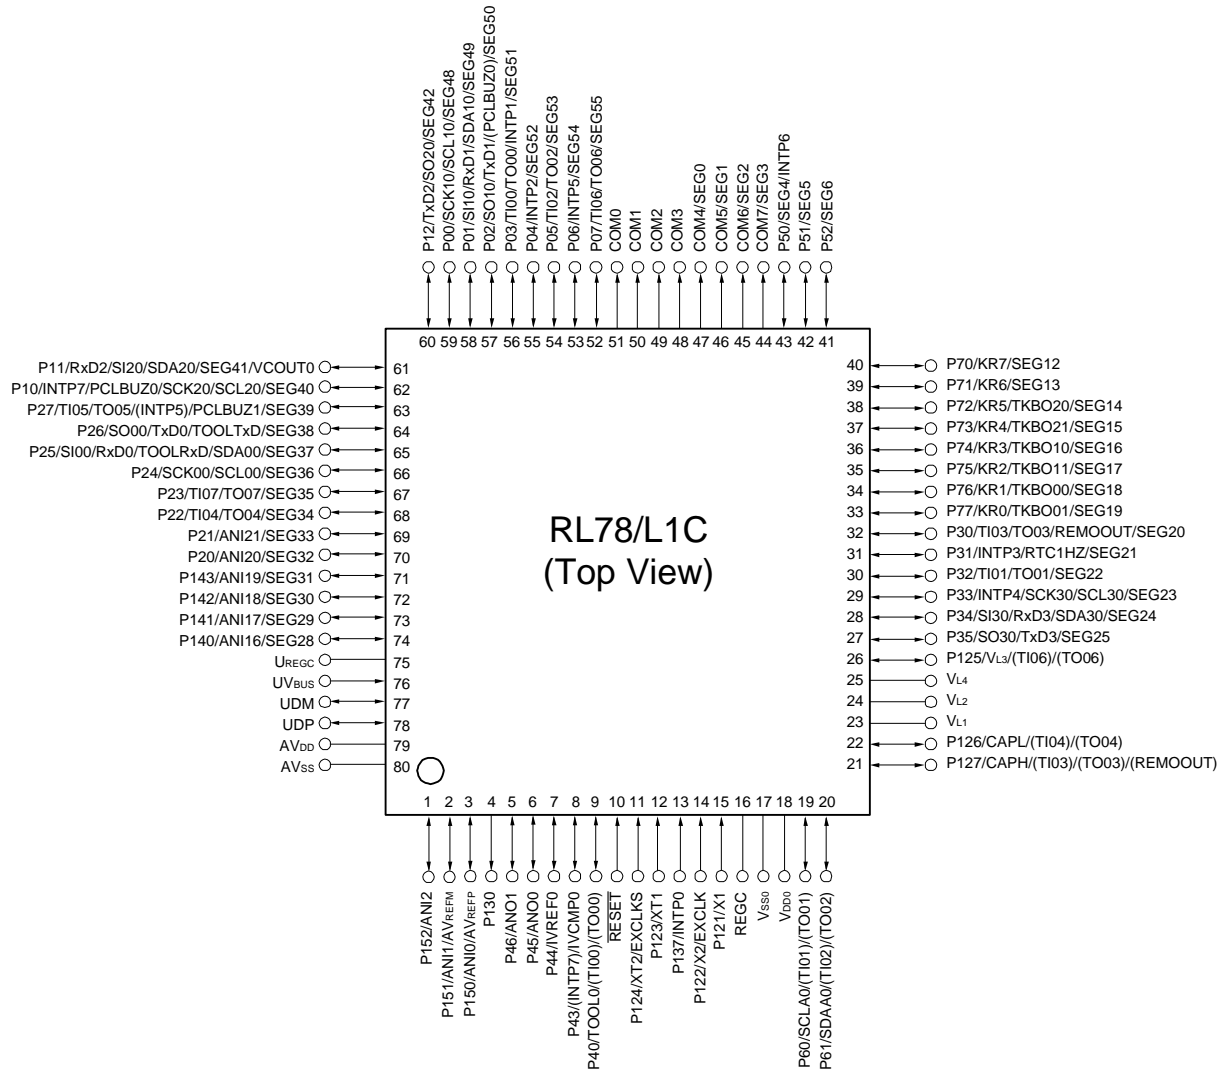 P12/TxD2/SO20/SEG42
P00/SCK10/SCL10/SEG48
P01/SI10/RxD1/SDA10/SEG49
P02/SO10/TxD1/(PCLBUZ0)/SEG50
P03/TI00/TO00/INTP1/SEG51
P04/INTP2/SEG52
P05/TI02/TO02/SEG53
P06/INTP5/SEG54
P07/TI06/TO06/SEG55
COM0
COM1
COM2
COM3
COM4/SEG0
COM5/SEG1
COM6/SEG2
COM7/SEG3
P50/SEG4/INTP6
P51/SEG5
P52/SEG6
60 59 58 57 56 55 54 53 52 51 50 49 48 47 46 45 44 43 42 41
P11/RxD2/SI20/SDA20/SEG41/VCOUT0 61
P10/INTP7/PCLBUZ0/SCK20/SCL20/SEG40 62
P27/TI05/TO05/(INTP5)/PCLBUZ1/SEG39 63
P26/SO00/TxD0/TOOLTxD/SEG38 64
P25/SI00/RxD0/TOOLRxD/SDA00/SEG37 65
P24/SCK00/SCL00/SEG36 66
P23/TI07/TO07/SEG35 67
P22/TI04/TO04/SEG34 68
P21/ANI21/SEG33 69
P20/ANI20/SEG32 70
P143/ANI19/SEG31 71
P142/ANI18/SEG30 72
P141/ANI17/SEG29 73
P140/ANI16/SEG28 74
UREGC 75
UVBUS 76
UDM 77
UDP 78
AVDD 79
AVSS 80
RL78/L1C
(Top View)
40 P70/KR7/SEG12
39 P71/KR6/SEG13
38 P72/KR5/TKBO20/SEG14
37 P73/KR4/TKBO21/SEG15
36 P74/KR3/TKBO10/SEG16
35 P75/KR2/TKBO11/SEG17
34 P76/KR1/TKBO00/SEG18
33 P77/KR0/TKBO01/SEG19
32 P30/TI03/TO03/REMOOUT/SEG20
31 P31/INTP3/RTC1HZ/SEG21
30 P32/TI01/TO01/SEG22
29 P33/INTP4/SCK30/SCL30/SEG23
28 P34/SI30/RxD3/SDA30/SEG24
27 P35/SO30/TxD3/SEG25
26 P125/VL3/(TI06)/(TO06)
25 VL4
24 VL2
23 VL1
22 P126/CAPL/(TI04)/(TO04)
21 P127/CAPH/(TI03)/(TO03)/(REMOOUT)
1 2 3 4 5 6 7 8 9 10 11 12 13 14 15 16 17 18 19 20
P152/ANI2
P151/ANI1/AVREFM
P150/ANI0/AVREFP
P130
P46/ANO1
P45/ANO0
P44/IVREF0
P43/(INTP7)/IVCMP0
P40/TOOL0/(TI00)/(TO00)
RESET
P124/XT2/EXCLKS
P123/XT1
P137/INTP0
P122/X2/EXCLK
P121/X1
REGC
VSS0
VDD0
P60/SCLA0/(TI01)/(TO01)
P61/SDAA0/(TI02)/(TO02)